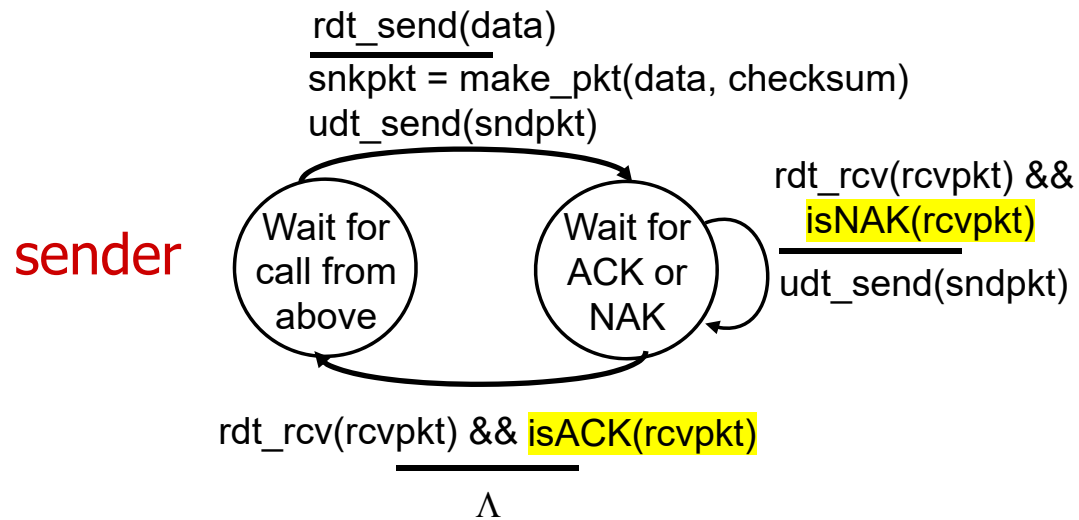 rdt_send(data)
snkpkt = make_pkt(data, checksum)
udt_send(sndpkt)
rdt_rcv(rcvpkt) &&
isNAK(rcvpkt)
udt_send(sndpkt)
sender
Wait for
call from
above
Wait for
ACK or
NAK
rdt_rcv(rcvpkt) && isACK(rcvpkt)
Λ